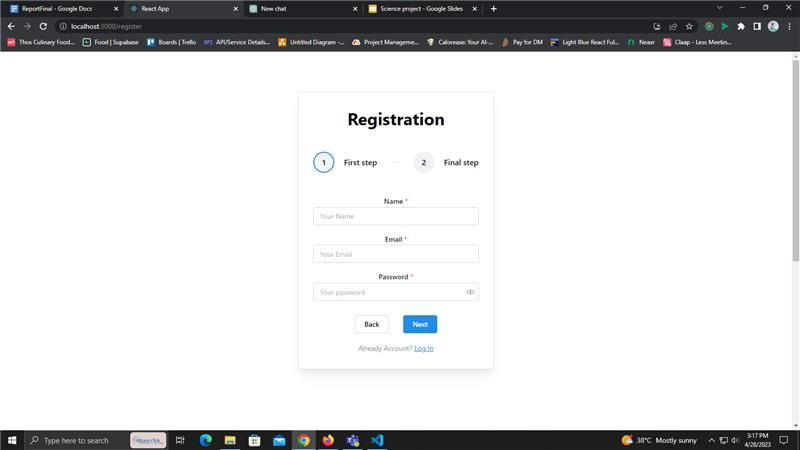 ReportFinal - Google Docs
React App
New chat
Science project - Google Slides
localhost:3000/register
Thos Culinary Food...
Food | Supabase
Boards | Trello
API/Service Details...
Untitled Diagram -...
Project Manageme...
Calorease: Your AI-...
Pay for DM
Light Blue React Ful...
Neaxr
Claap - Less Meetin...
Registration
1 First step
2 Final step
Name *
Your Name
Email *
Your Email
Password *
Your password
Back
Next
Already Account? Log In
Type here to search
38°C Mostly sunny
3:17 PM
4/28/2023